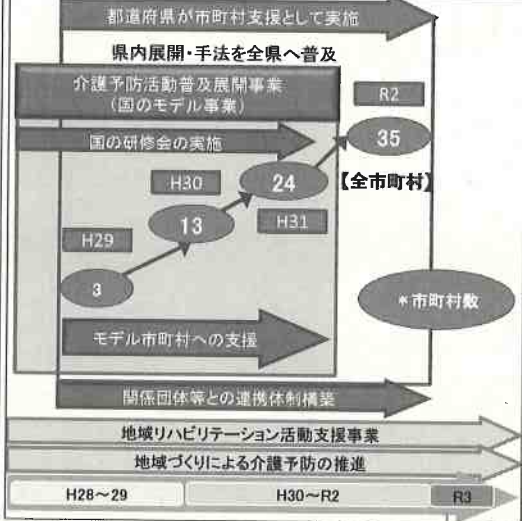 都道府県が市町村支援として実施
県内展開・手法を全県へ普及
介護予防活動普及展開事業
(国のモデル事業)
R2
国の研修会の実施
35
【全市町村】
H30
24
13
H31
H29
3
*市町村数
モデル市町村への支援
関係団体等との連携体制構築
地域リハビリテーション活動支援事業
地域づくりによる介護予防の推進
H28～29
H30～R2
R3